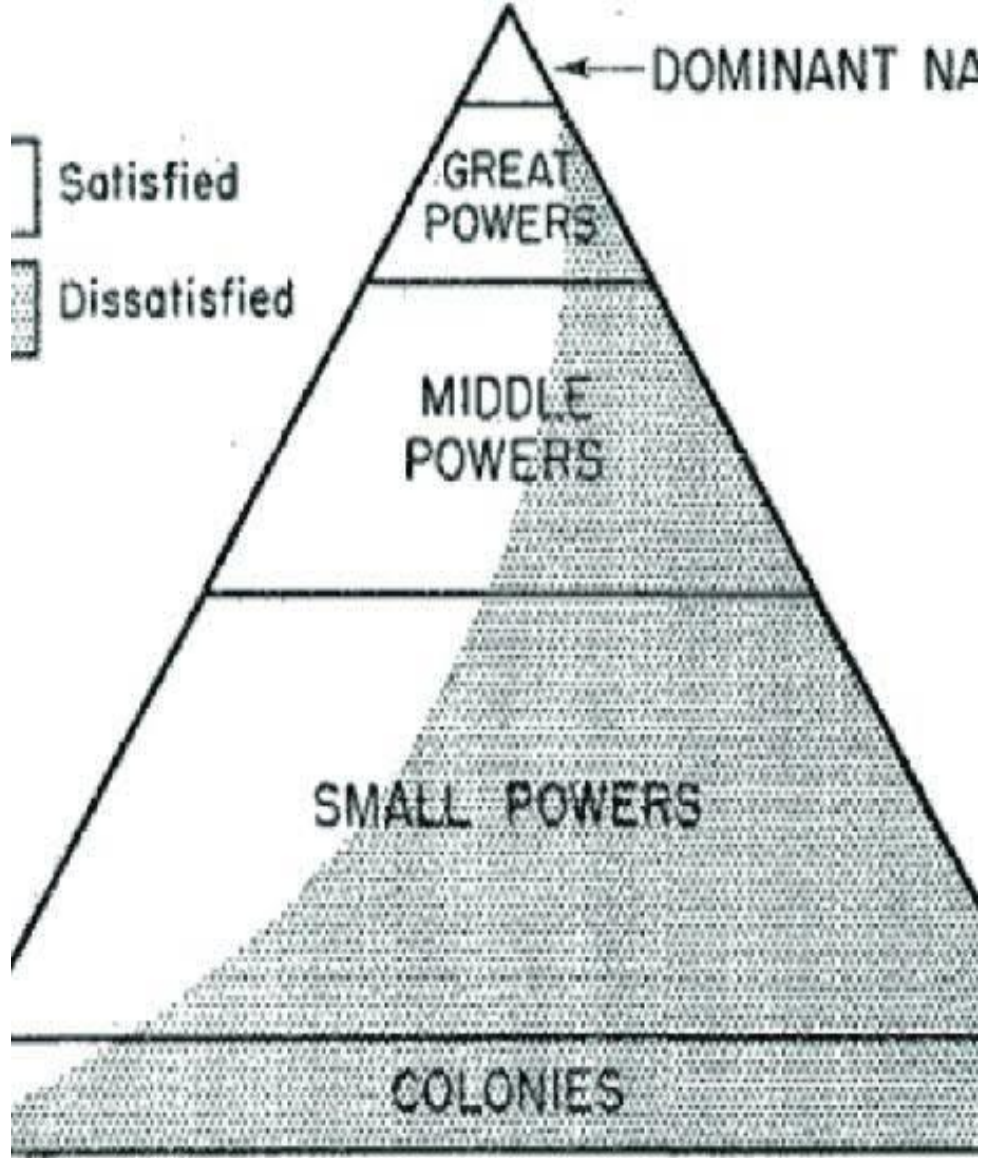 DOMINANT NA
Satisfied
GREAT
POWERS
Dissatisfied
MIDDLE
POWERS
SMALL POWERS
COLONIES